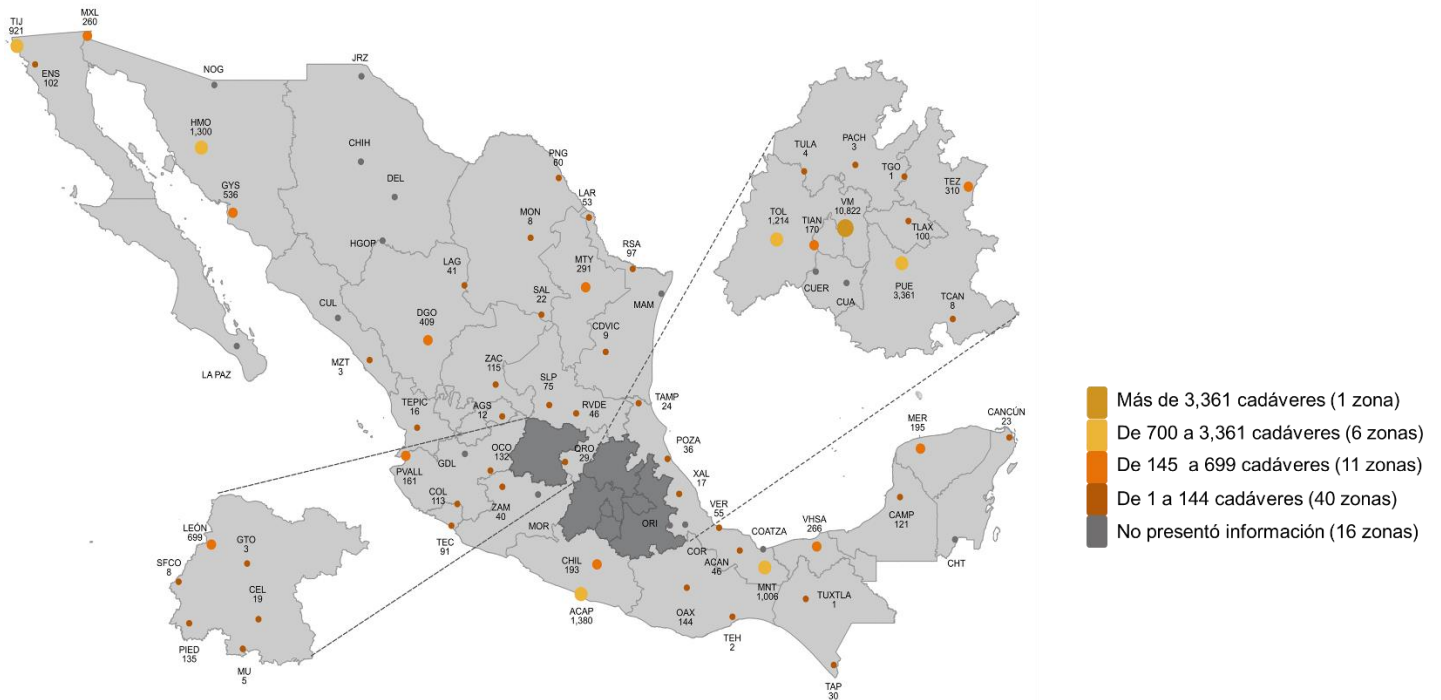 TIJ
921
MXL
260
ENS
102
NOG
JRZ
HMO
1,300
CHIH
DEL
GYS
536
HGOP
PNG
60
LAR
53
MON
8
RSA
97
LAG
41
MTY
291
SAL
22
MAM
CUL
DGO
409
CDVIC
9
LA PAZ
MZT
3
ZAC
115
SLP
75
TEPIC
16
AGS
12
RVDE
46
TAMP
24
OCO
132
QRO
29
GDL
PVALL
161
POZA
36
COL
113
ZAM
40
XAL
17
MOR
ORI
VER
55
TEC
91
COR
COATZA
VHSA
266
ACAN
46
CHIL
193
MNT
1,006
ACAP
1,380
OAX
144
TEH
2
TUXTLA
1
TAP
30
MER
195
CANCÚN
23
CAMP
121
CHT
TULA
4
PACH
3
TGO
1
TEZ
310
TOL
1,214
TIAN
170
VM
10,822
TLAX
100
CUER
CUA
PUE
3,361
TCAN
8
LEÓN
699
GTO
3
SFCO
8
CEL
19
PIED
135
MU
5
Más de 3,361 cadáveres (1 zona)
De 700 a 3,361 cadáveres (6 zonas)
De 145 a 699 cadáveres (11 zonas)
De 1 a 144 cadáveres (40 zonas)
No presentó información (16 zonas)